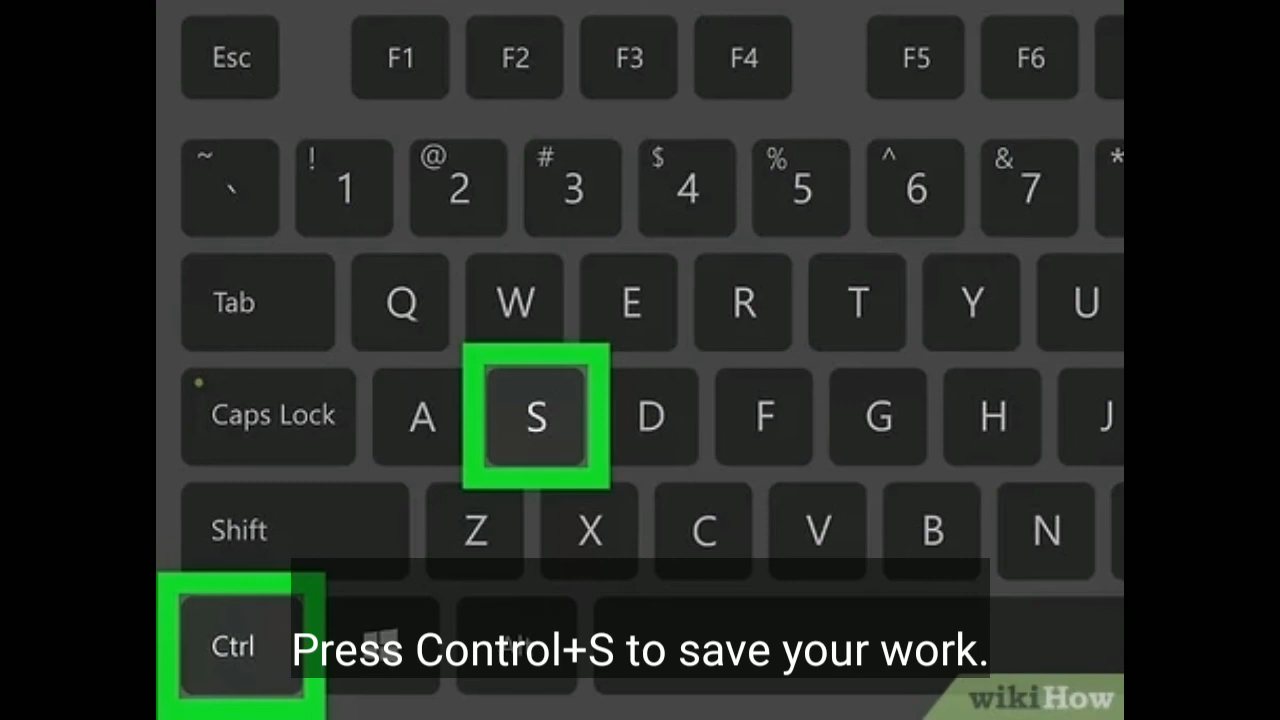 Esc F1 F2 F3 F4 F5 F6
~ ` ! 1 @ 2 # 3 $ 4 % 5 ^ 6 & 7 *
Tab Q W E R T Y U
Caps Lock A S D F G H J
Shift Z X C V B N
Ctrl Alt
Press Control+S to save your work.
wikiHow